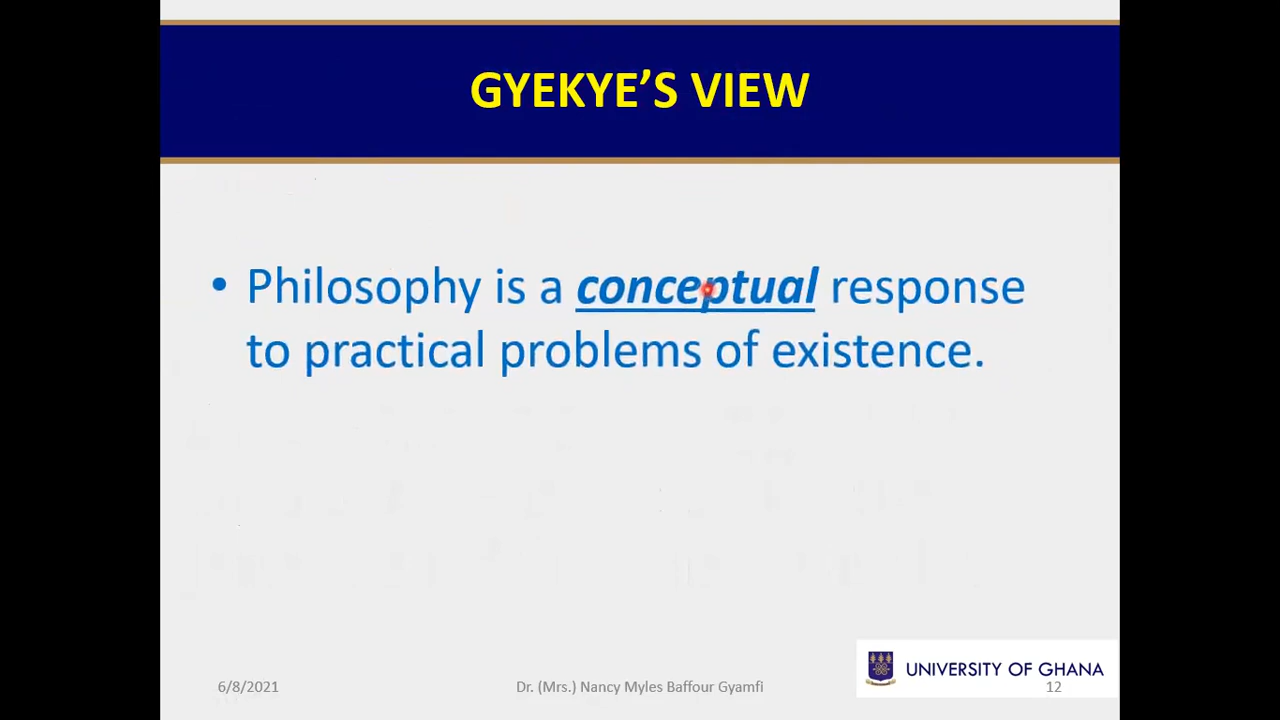 GYEKYE’S VIEW
• Philosophy is a conceptual response
to practical problems of existence.
6/8/2021
Dr. (Mrs.) Nancy Myles Baffour Gyamfi
UNIVERSITY OF GHANA
12